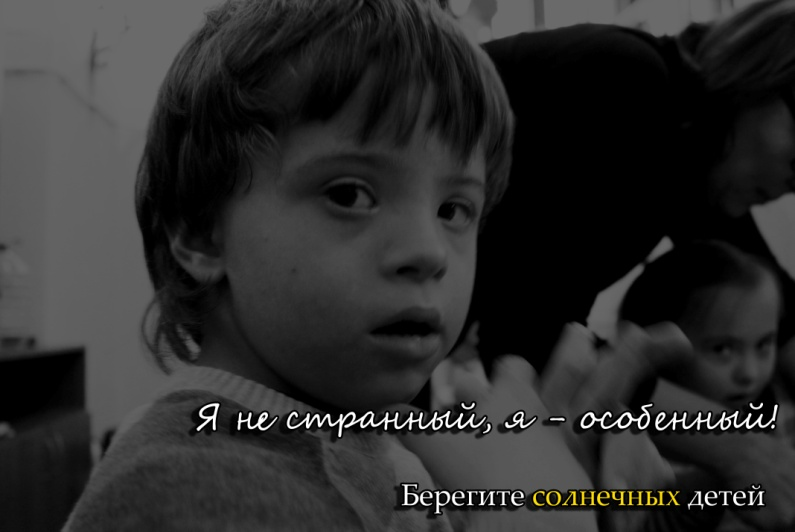 Я не странный, я - особенный!
Берегите солнечных детей